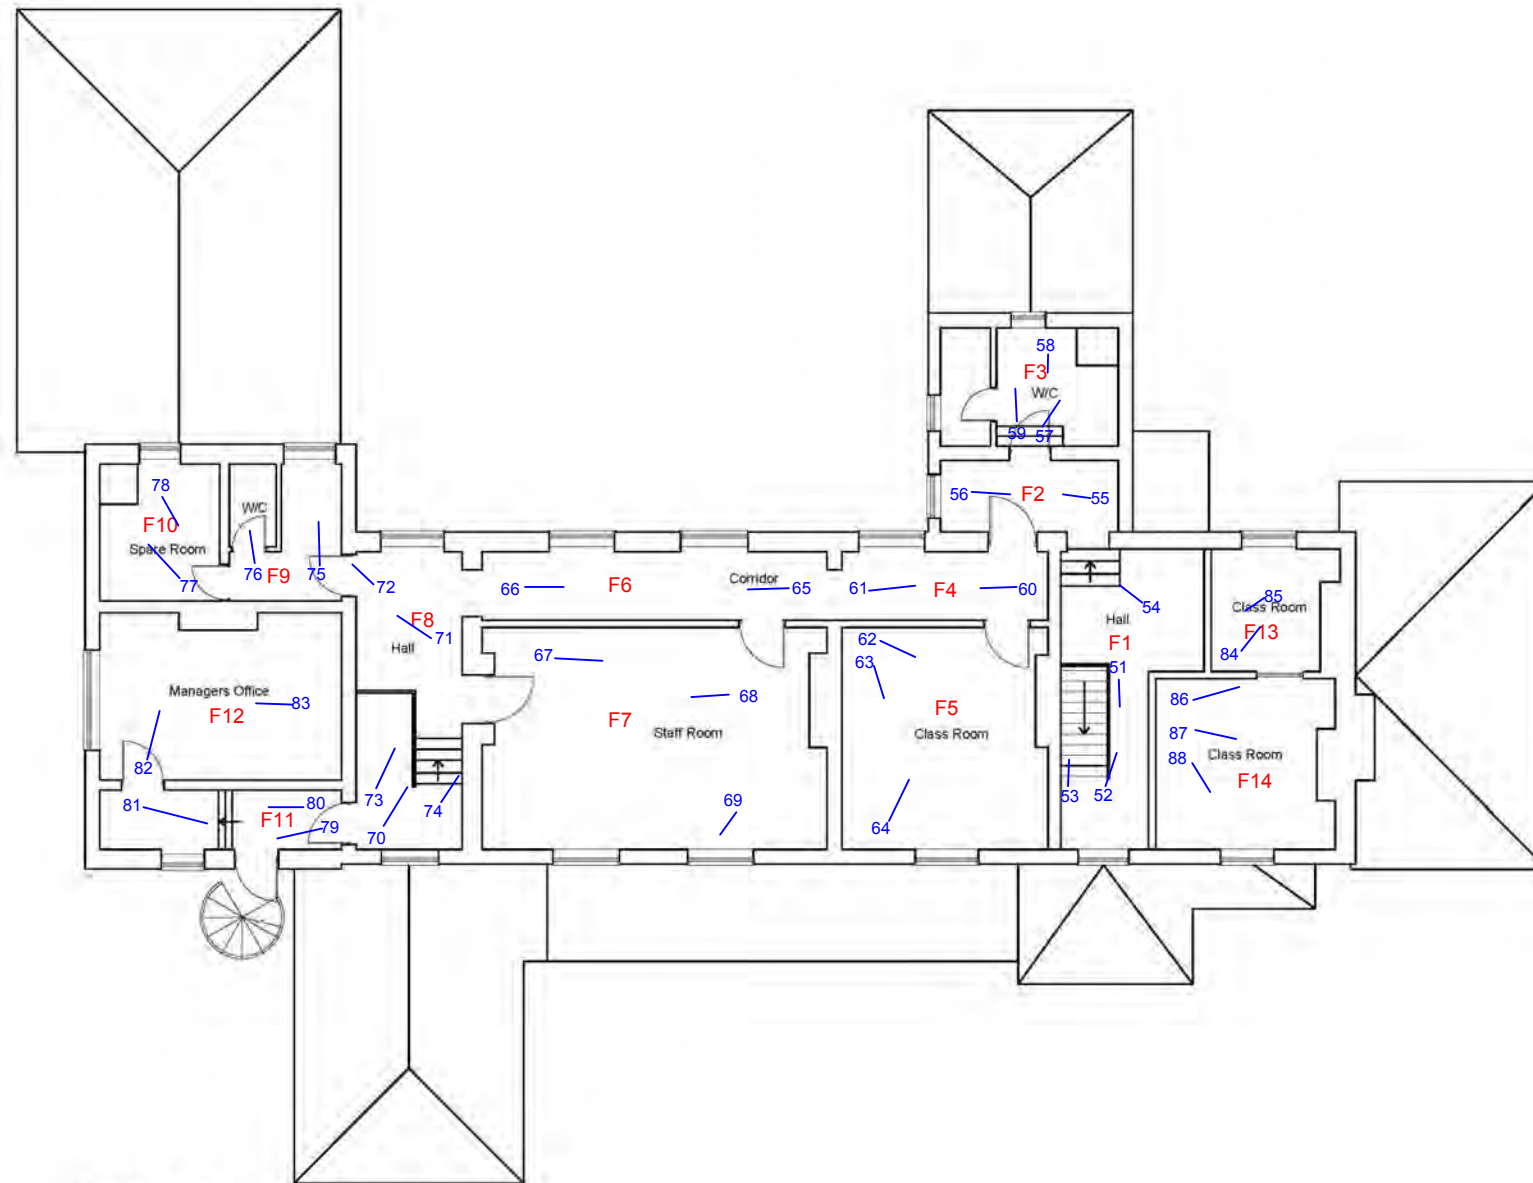 58
F3
W/C
59 57
56 F2 55
78
F10
W/C
Spare Room
77
76 F9 75
72
66 F6 Corridor 65
61 F4 60
F8
71
Hall
54
Hall
F1
51
85
Class Room
F13
84
62
63
67
68
86
Managers Office
F12 83
F7
Staff Room
F5
Class Room
87
Class Room
88
F14
82
81
F11 80
79
73
70
74
69
64
53 52